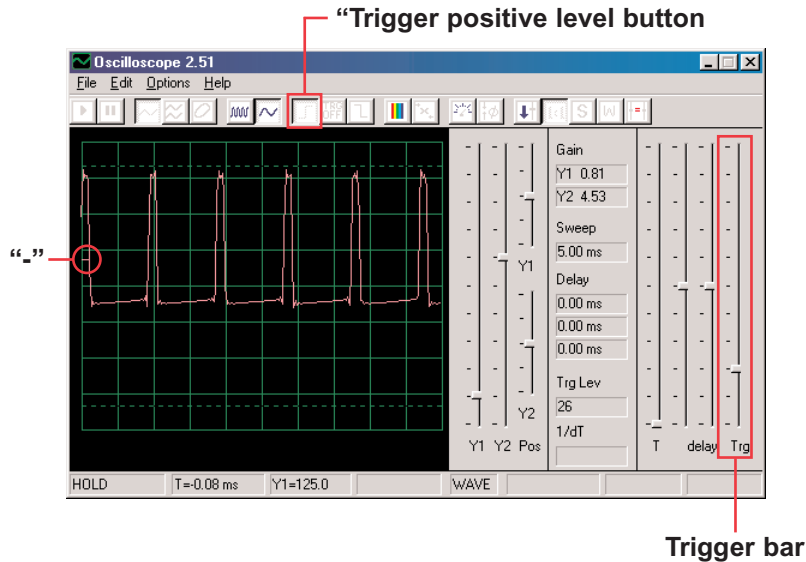 “Trigger positive level button
Oscilloscope 2.51
File Edit Options Help
TRG
OFF
S W
Gain
Y1 0.81
Y2 4.53
Sweep
5.00 ms
Y1
“-”
Delay
0.00 ms
0.00 ms
0.00 ms
Trg Lev
26
Y2
1/dT
Y1 Y2 Pos
T delay Trg
HOLD T=-0.08 ms Y1=125.0 WAVE
Trigger bar